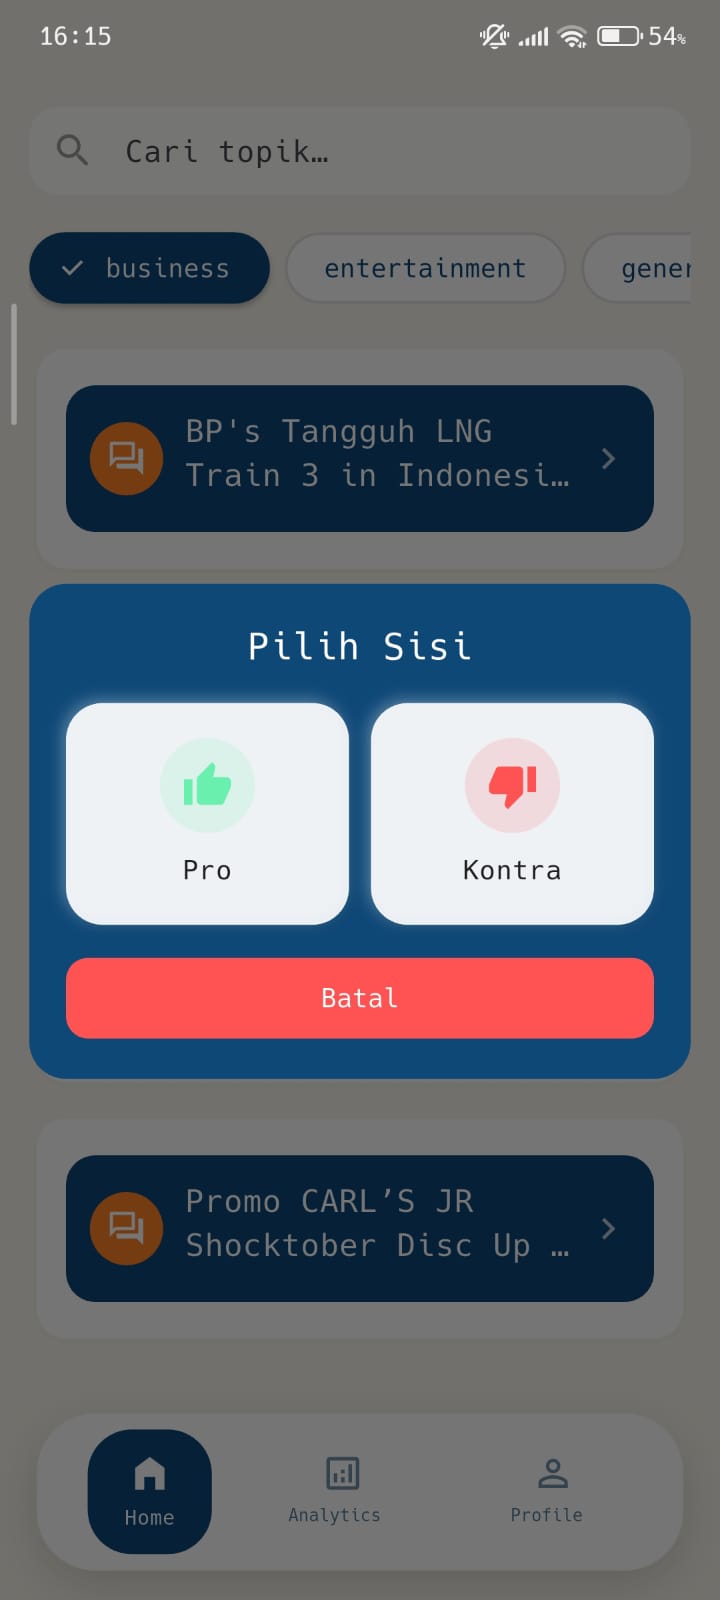 16:15
54%
Cari topik…
business
entertainment
gener
BP's Tangguh LNG
Train 3 in Indonesi…
Pilih Sisi
Pro
Kontra
Batal
Promo CARL’S JR
Shocktober Disc Up …
Home
Analytics
Profile